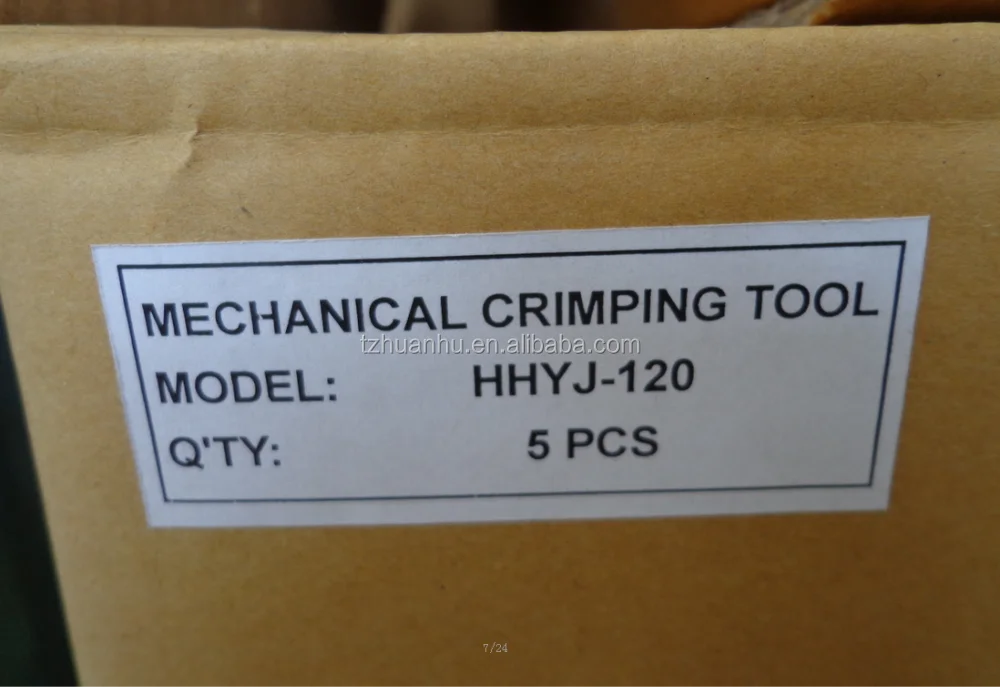 MECHANICAL CRIMPING TOOL
tzhuanhu.en.alibaba.com
MODEL: HHYJ-120
Q'TY: 5 PCS
7/24